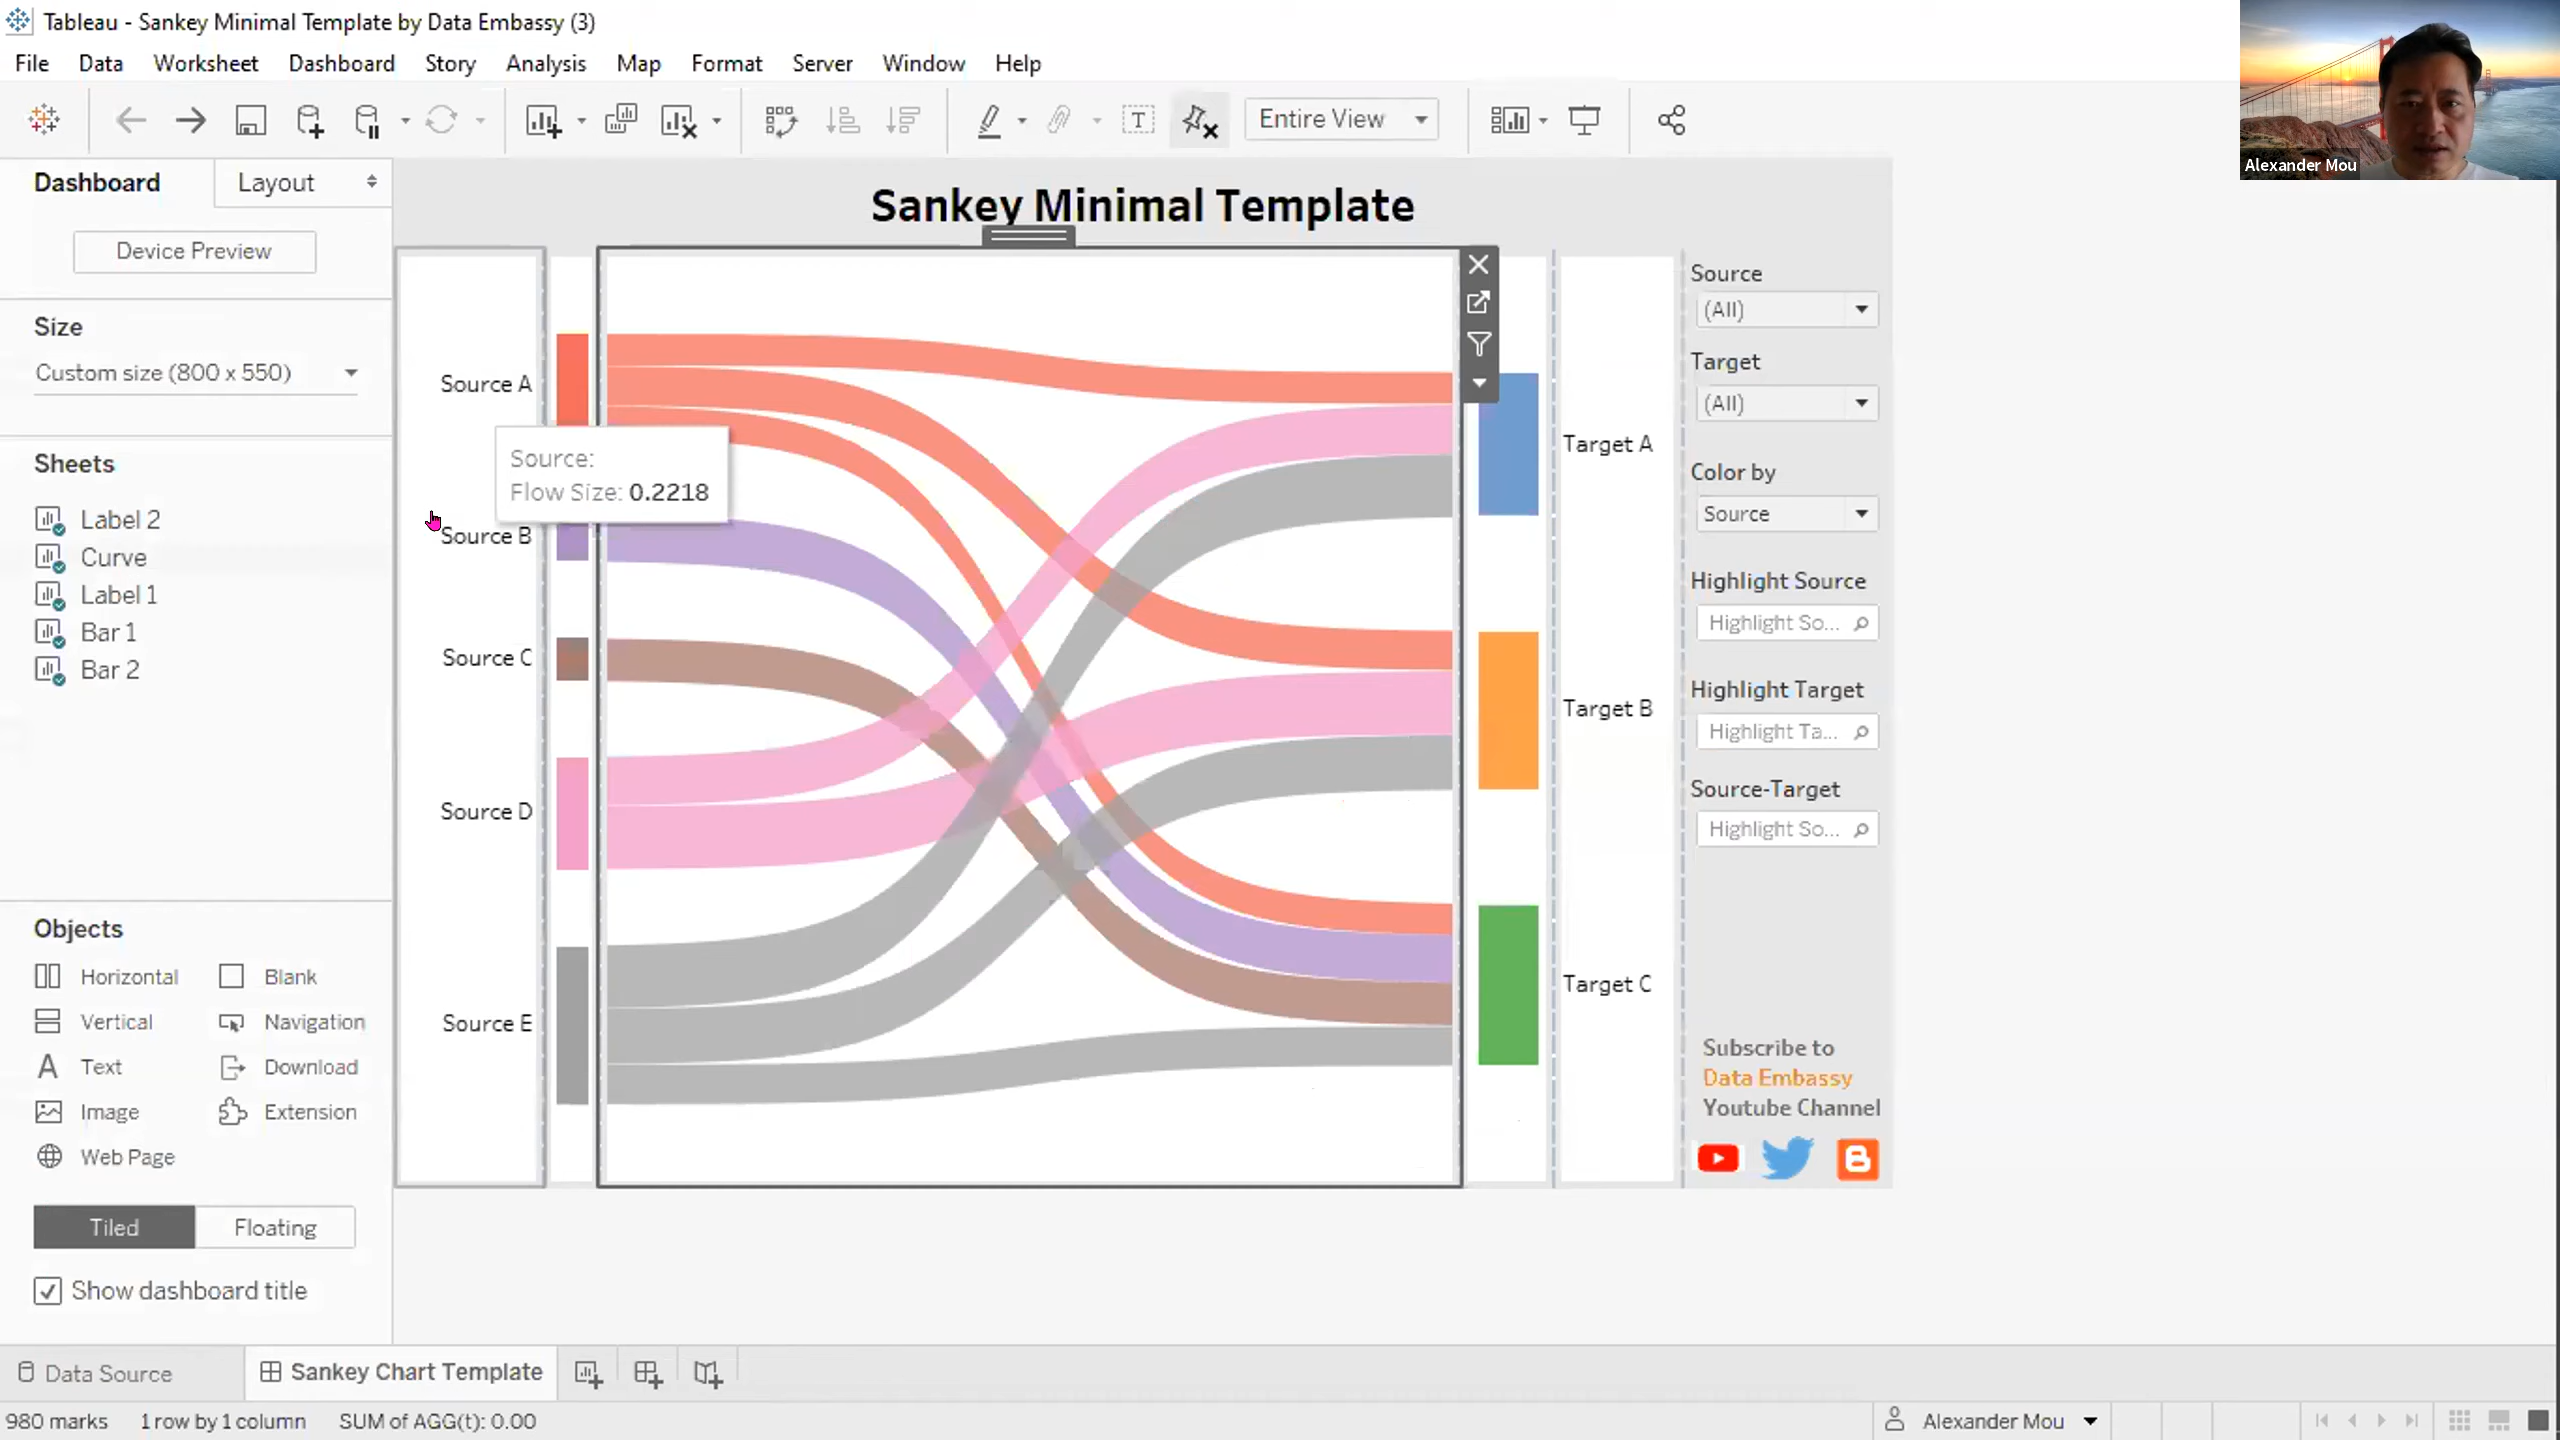 Tableau - Sankey Minimal Template by Data Embassy (3)
File Data Worksheet Dashboard Story Analysis Map Format Server Window Help
Entire View
Alexander Mou
Dashboard
Layout
Device Preview
Size
Custom size (800 x 550)
Sheets
Label 2
Curve
Label 1
Bar 1
Bar 2
Objects
Horizontal
Blank
Vertical
Navigation
Text
Download
Image
Extension
Web Page
Tiled
Floating
Show dashboard title
Sankey Minimal Template
Source A
Source:
Flow Size: 0.2218
Source B
Source C
Source D
Source E
Target A
Target B
Target C
Source
(All)
Target
(All)
Color by
Source
Highlight Source
Highlight So...
Highlight Target
Highlight Ta...
Source-Target
Highlight So...
Subscribe to
Data Embassy
Youtube Channel
Data Source
Sankey Chart Template
980 marks
1 row by 1 column
SUM of AGG(t): 0.00
Alexander Mou